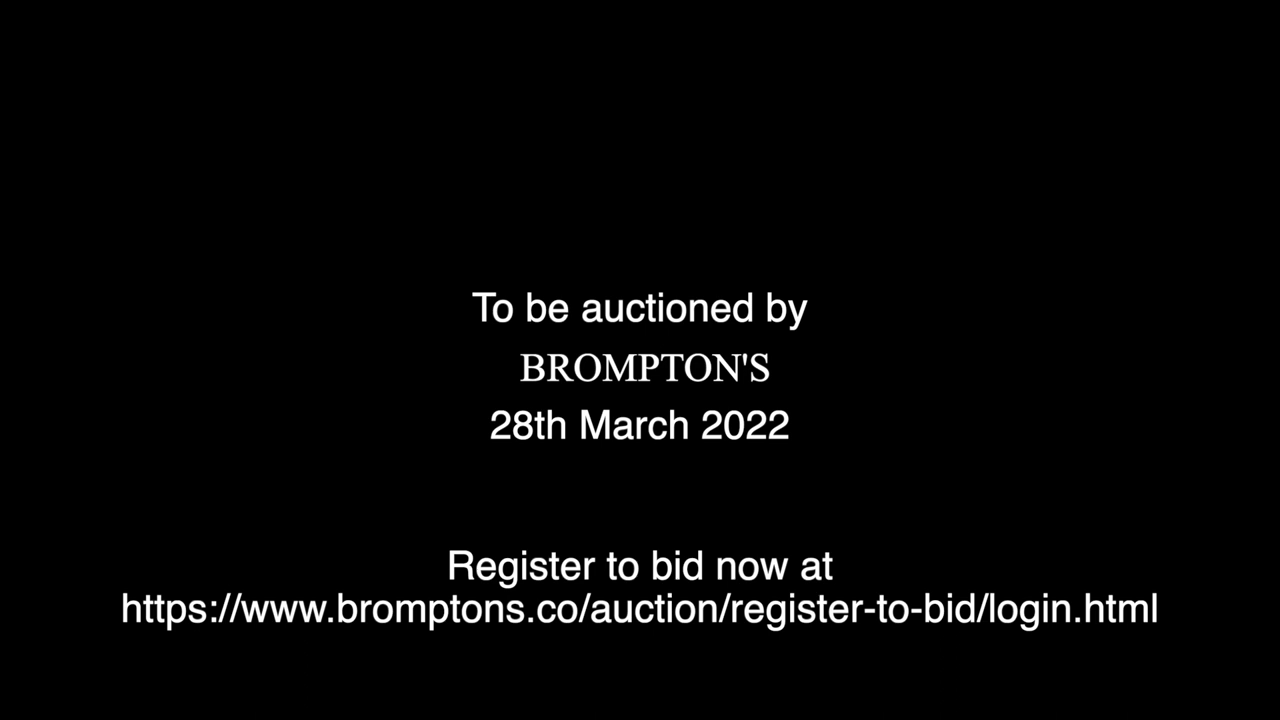 To be auctioned by
BROMPTON'S
28th March 2022
Register to bid now at
https://www.bromptons.co/auction/register-to-bid/login.html